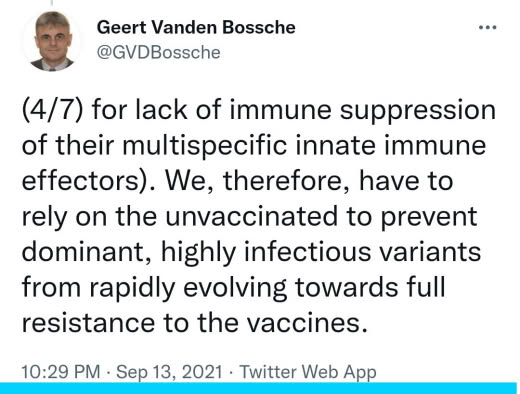 Geert Vanden Bossche
@GVDBossche
(4/7) for lack of immune suppression
of their multispecific innate immune
effectors). We, therefore, have to
rely on the unvaccinated to prevent
dominant, highly infectious variants
from rapidly evolving towards full
resistance to the vaccines.
10:29 PM · Sep 13, 2021 · Twitter Web App